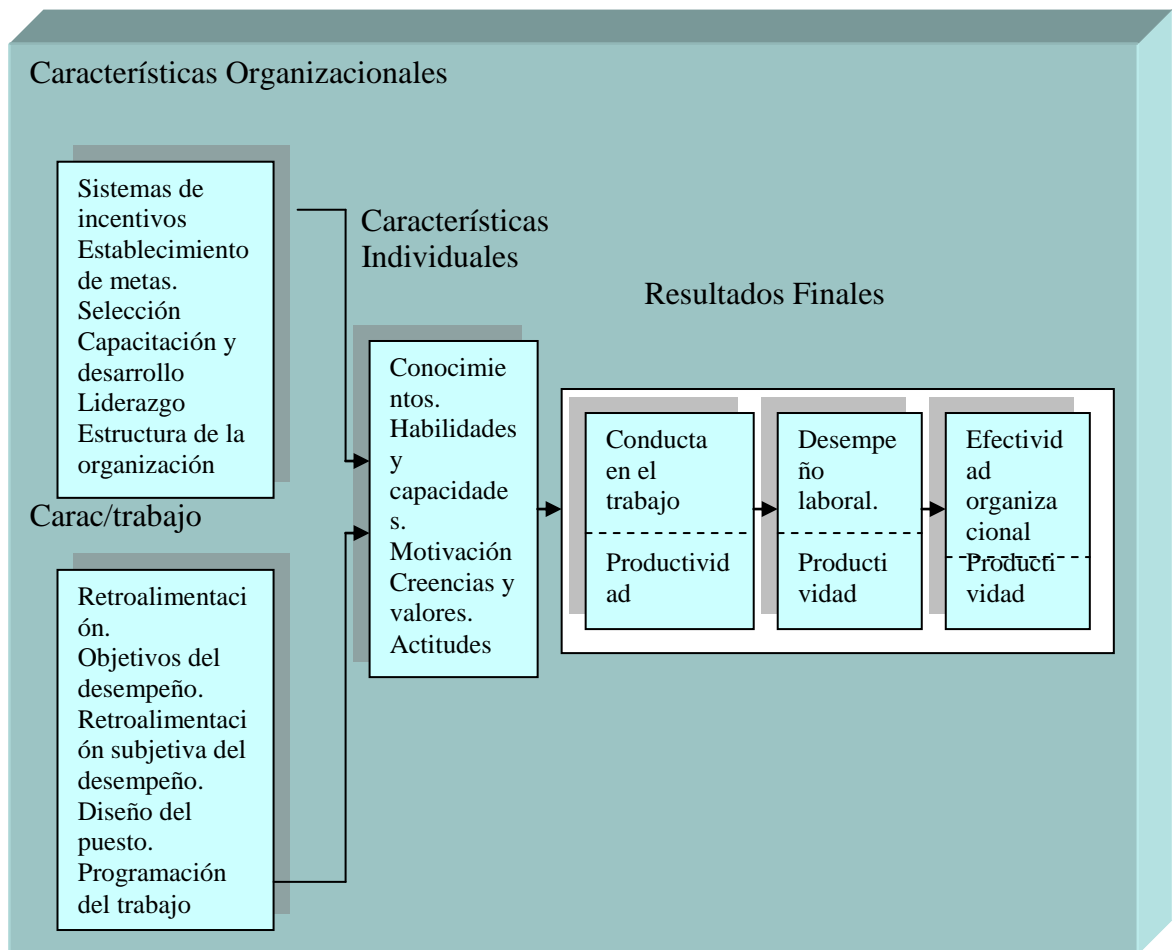 Características Organizacionales
Sistemas de
incentivos
Establecimiento
de metas.
Selección
Capacitación y
desarrollo
Liderazgo
Estructura de la
organización
Carac/trabajo
Retroalimentaci
ón.
Objetivos del
desempeño.
Retroalimentaci
ón subjetiva del
desempeño.
Diseño del
puesto.
Programación
del trabajo
Características
Individuales
Conocimie
ntos.
Habilidades
y
capacidade
s.
Motivación
Creencias y
valores.
Actitudes
Resultados Finales
Conducta
en el
trabajo
Productivid
ad
Desempe
ño
laboral.
Producti
vidad
Efectivid
ad
organiza
cional
Producti
vidad